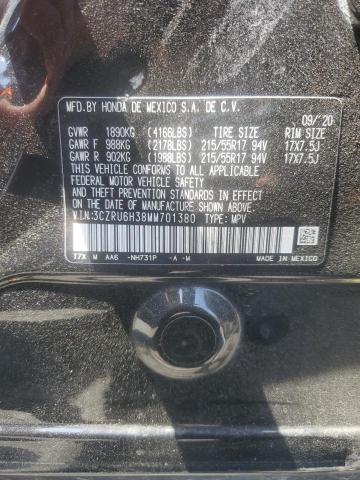 MFD.BY HONDA DE MEXICO S.A. DE C.V.
09/'20
GVWR 1890KG (4166LBS) TIRE SIZE RIM SIZE
GAWR F 988KG (2178LBS) 215/55R17 94V 17X7.5J
GAWR R 902KG (1988LBS) 215/55R17 94V 17X7.5J
THIS VEHICLE CONFORMS TO ALL APPLICABLE
FEDERAL MOTOR VEHICLE SAFETY STANDARDS IN EFFECT ON THE
DATE OF MANUFACTURE SHOWN ABOVE.
V.I.N:3CZRU6H38MM701380 TYPE: MPV
T7X M AA6 -NH731P -A -M
MADE IN MEXICO